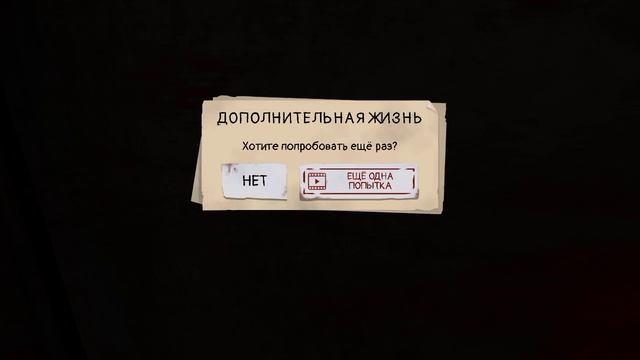 ДОПОЛНИТЕЛЬНАЯ ЖИЗНЬ
Хотите попробовать ещё раз?
НЕТ
ЕЩЁ ОДНА
ПОПЫТКА